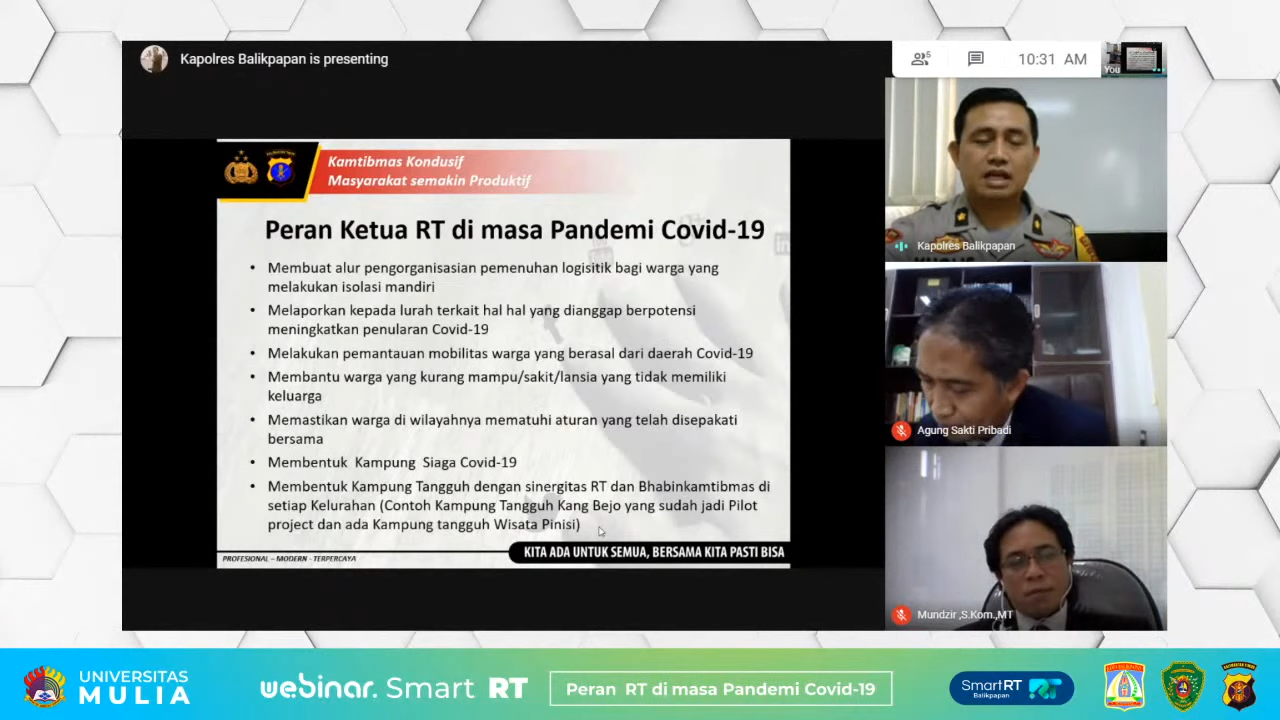 Kapolres Balikpapan is presenting
5
10:31 AM
You
Kamtibmas Kondusif
Masyarakat semakin Produktif
Peran Ketua RT di masa Pandemi Covid-19
• Membuat alur pengorganisasian pemenuhan logisitik bagi warga yang
melakukan isolasi mandiri
• Melaporkan kepada lurah terkait hal hal yang dianggap berpotensi
meningkatkan penularan Covid-19
• Melakukan pemantauan mobilitas warga yang berasal dari daerah Covid-19
• Membantu warga yang kurang mampu/sakit/lansia yang tidak memiliki
keluarga
• Memastikan warga di wilayahnya mematuhi aturan yang telah disepakati
bersama
• Membentuk Kampung Siaga Covid-19
• Membentuk Kampung Tangguh dengan sinergitas RT dan Bhabinkamtibmas di
setiap Kelurahan (Contoh Kampung Tangguh Kang Bejo yang sudah jadi Pilot
project dan ada Kampung tangguh Wisata Pinisi)
PROFESIONAL – MODERN - TERPERCAYA
KITA ADA UNTUK SEMUA, BERSAMA KITA PASTI BISA
Kapolres Balikpapan
Agung Sakti Pribadi
Mundzir ,S.Kom.,MT
UNIVERSITAS
MULIA
webinar. Smart RT
Peran RT di masa Pandemi Covid-19
SmartRT
Balikpapan